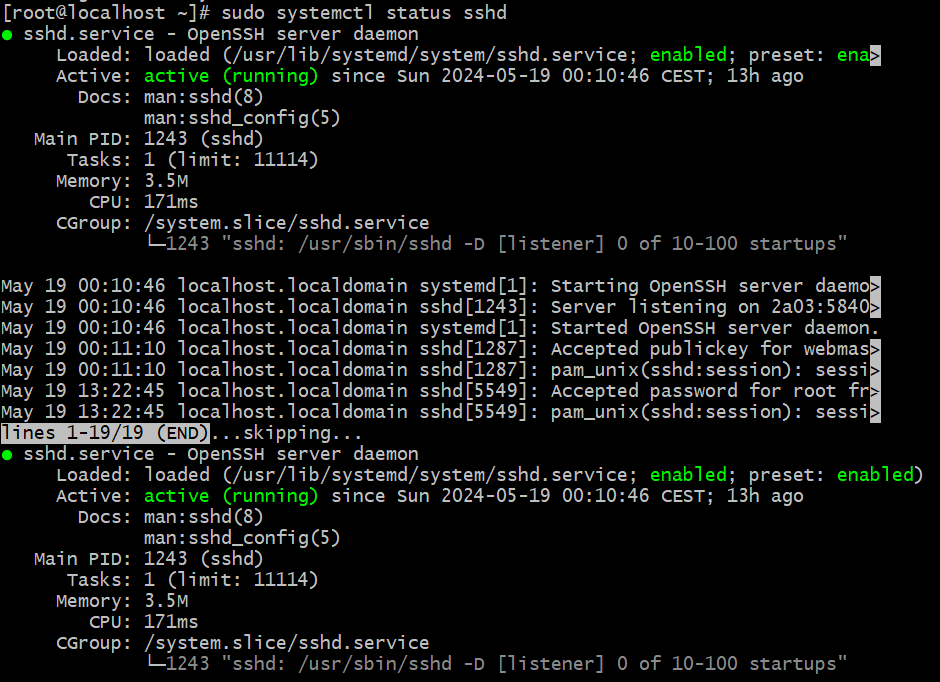 [root@localhost ~]# sudo systemctl status sshd
● sshd.service - OpenSSH server daemon
     Loaded: loaded (/usr/lib/systemd/system/sshd.service; enabled; preset: ena>
     Active: active (running) since Sun 2024-05-19 00:10:46 CEST; 13h ago
       Docs: man:sshd(8)
             man:sshd_config(5)
   Main PID: 1243 (sshd)
      Tasks: 1 (limit: 11114)
     Memory: 3.5M
        CPU: 171ms
     CGroup: /system.slice/sshd.service
             └─1243 "sshd: /usr/sbin/sshd -D [listener] 0 of 10-100 startups"

May 19 00:10:46 localhost.localdomain systemd[1]: Starting OpenSSH server daemo>
May 19 00:10:46 localhost.localdomain sshd[1243]: Server listening on 2a03:5840>
May 19 00:10:46 localhost.localdomain systemd[1]: Started OpenSSH server daemon.
May 19 00:11:10 localhost.localdomain sshd[1287]: Accepted publickey for webmas>
May 19 00:11:10 localhost.localdomain sshd[1287]: pam_unix(sshd:session): sessi>
May 19 13:22:45 localhost.localdomain sshd[5549]: Accepted password for root fr>
May 19 13:22:45 localhost.localdomain sshd[5549]: pam_unix(sshd:session): sessi>
lines 1-19/19 (END)...skipping...
● sshd.service - OpenSSH server daemon
     Loaded: loaded (/usr/lib/systemd/system/sshd.service; enabled; preset: enabled)
     Active: active (running) since Sun 2024-05-19 00:10:46 CEST; 13h ago
       Docs: man:sshd(8)
             man:sshd_config(5)
   Main PID: 1243 (sshd)
      Tasks: 1 (limit: 11114)
     Memory: 3.5M
        CPU: 171ms
     CGroup: /system.slice/sshd.service
             └─1243 "sshd: /usr/sbin/sshd -D [listener] 0 of 10-100 startups"